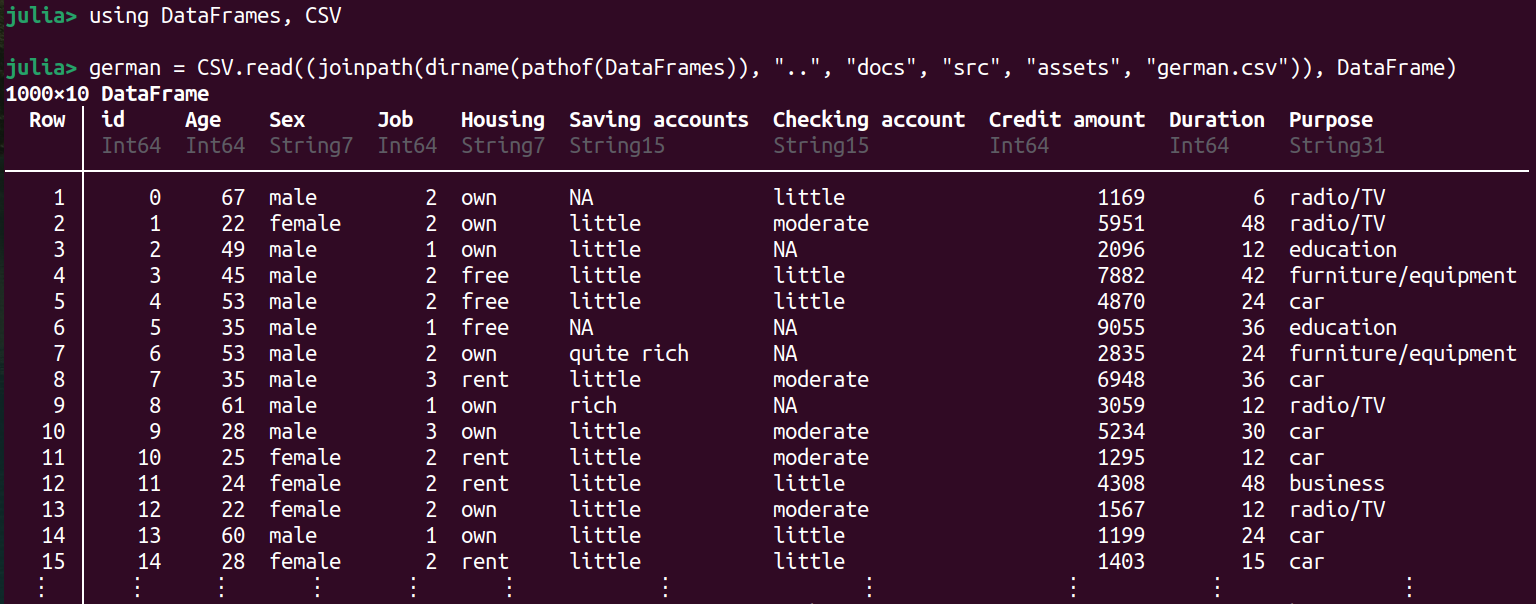 julia> using DataFrames, CSV
julia> german = CSV.read((joinpath(dirname(pathof(DataFrames)), "..", "docs", "src", "assets", "german.csv")), DataFrame)
1000×10 DataFrame
Row id Age Sex Job Housing Saving accounts Checking account Credit amount Duration Purpose
Int64 Int64 String7 Int64 String7 String15 String15 Int64 Int64 String31
1 0 67 male 2 own NA little 1169 6 radio/TV
2 1 22 female 2 own little moderate 5951 48 radio/TV
3 2 49 male 1 own little NA 2096 12 education
4 3 45 male 2 free little little 7882 42 furniture/equipment
5 4 53 male 2 free little little 4870 24 car
6 5 35 male 1 free NA NA 9055 36 education
7 6 53 male 2 own quite rich NA 2835 24 furniture/equipment
8 7 35 male 3 rent little moderate 6948 36 car
9 8 61 male 1 own rich NA 3059 12 radio/TV
10 9 28 male 3 own little moderate 5234 30 car
11 10 25 female 2 rent little moderate 1295 12 car
12 11 24 female 2 rent little little 4308 48 business
13 12 22 female 2 own little moderate 1567 12 radio/TV
14 13 60 male 1 own little little 1199 24 car
15 14 28 female 2 rent little little 1403 15 car
⋮ ⋮ ⋮ ⋮ ⋮ ⋮ ⋮ ⋮ ⋮ ⋮ ⋮